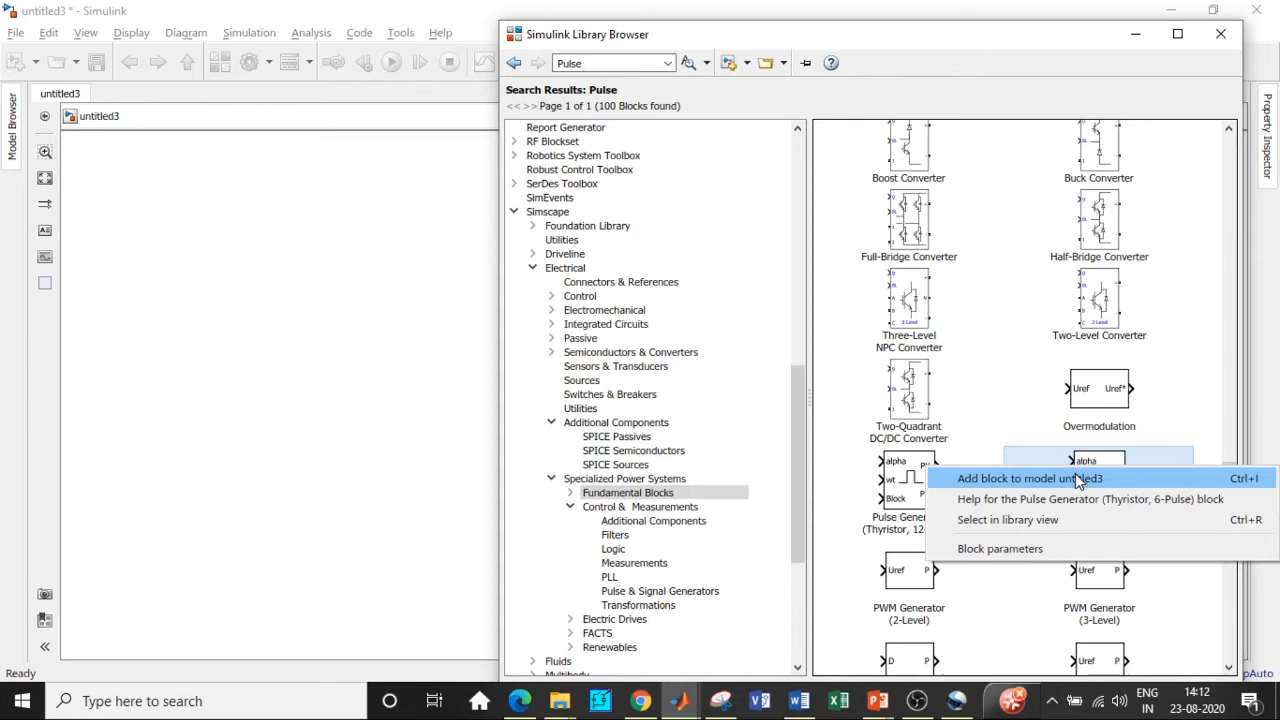 untitled3 * - Simulink
File Edit View Display Diagram Simulation Analysis Code Tools Help
untitled3
untitled3
Model Browser
Property Inspector
Simulink Library Browser
Pulse
Search Results: Pulse
<< >> Page 1 of 1 (100 Blocks found)
Report Generator
RF Blockset
Robotics System Toolbox
Robust Control Toolbox
SerDes Toolbox
SimEvents
Simscape
Foundation Library
Utilities
Driveline
Electrical
Connectors & References
Control
Electromechanical
Integrated Circuits
Passive
Semiconductors & Converters
Sensors & Transducers
Sources
Switches & Breakers
Utilities
Additional Components
SPICE Passives
SPICE Semiconductors
SPICE Sources
Specialized Power Systems
Fundamental Blocks
Control & Measurements
Additional Components
Filters
Logic
Measurements
PLL
Pulse & Signal Generators
Transformations
Electric Drives
FACTS
Renewables
Fluids
Multibody
Boost Converter
Buck Converter
Full-Bridge Converter
Half-Bridge Converter
3-Level
2-Level
Three-Level
NPC Converter
Two-Level Converter
Two-Quadrant
DC/DC Converter
Uref Uref*
Overmodulation
alpha
wt
Block
alpha
Pulse Gene
(Thyristor, 12-
Add block to model untitled3 Ctrl+I
Help for the Pulse Generator (Thyristor, 6-Pulse) block
Select in library view Ctrl+R
Block parameters
Uref P
Uref P
PWM Generator
(2-Level)
PWM Generator
(3-Level)
D P
Uref P
Ready
pAuto
Type here to search
ENG
IN
14:12
23-08-2020
1